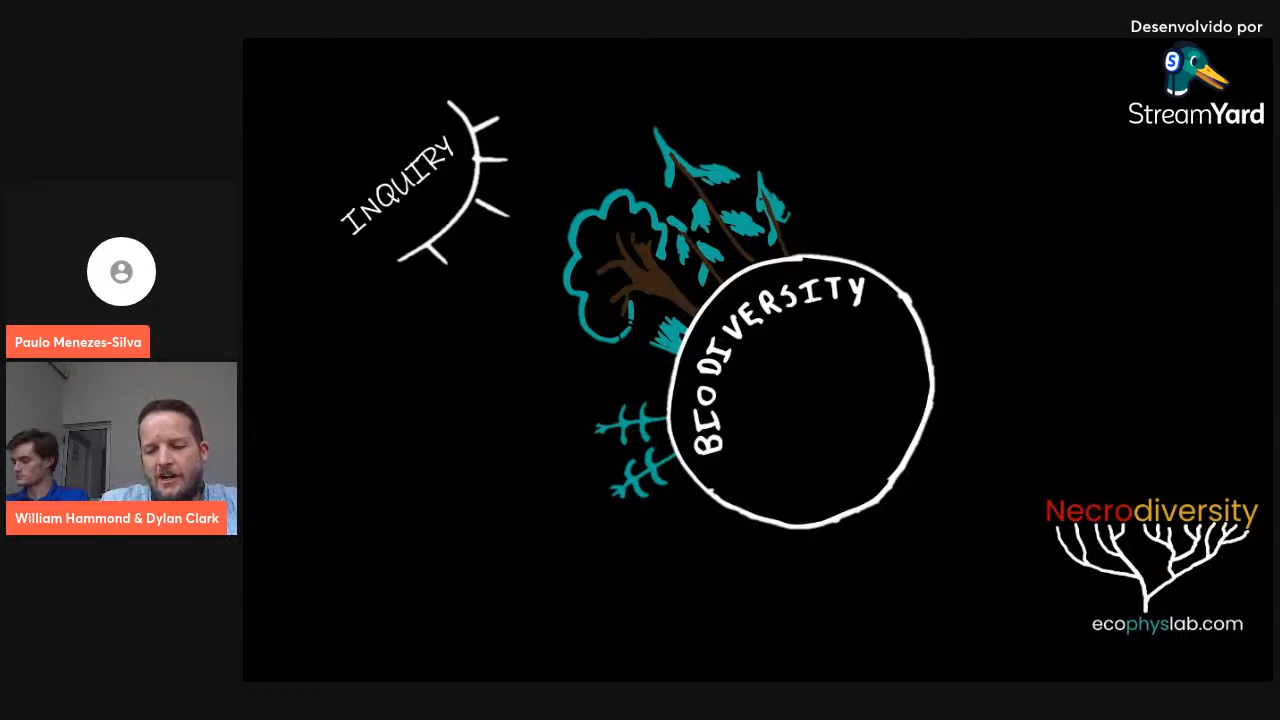 Desenvolvido por
StreamYard
INQUIRY
BIODIVERSITY
Paulo Menezes-Silva
William Hammond & Dylan Clark
Necrodiversity
ecophyslab.com